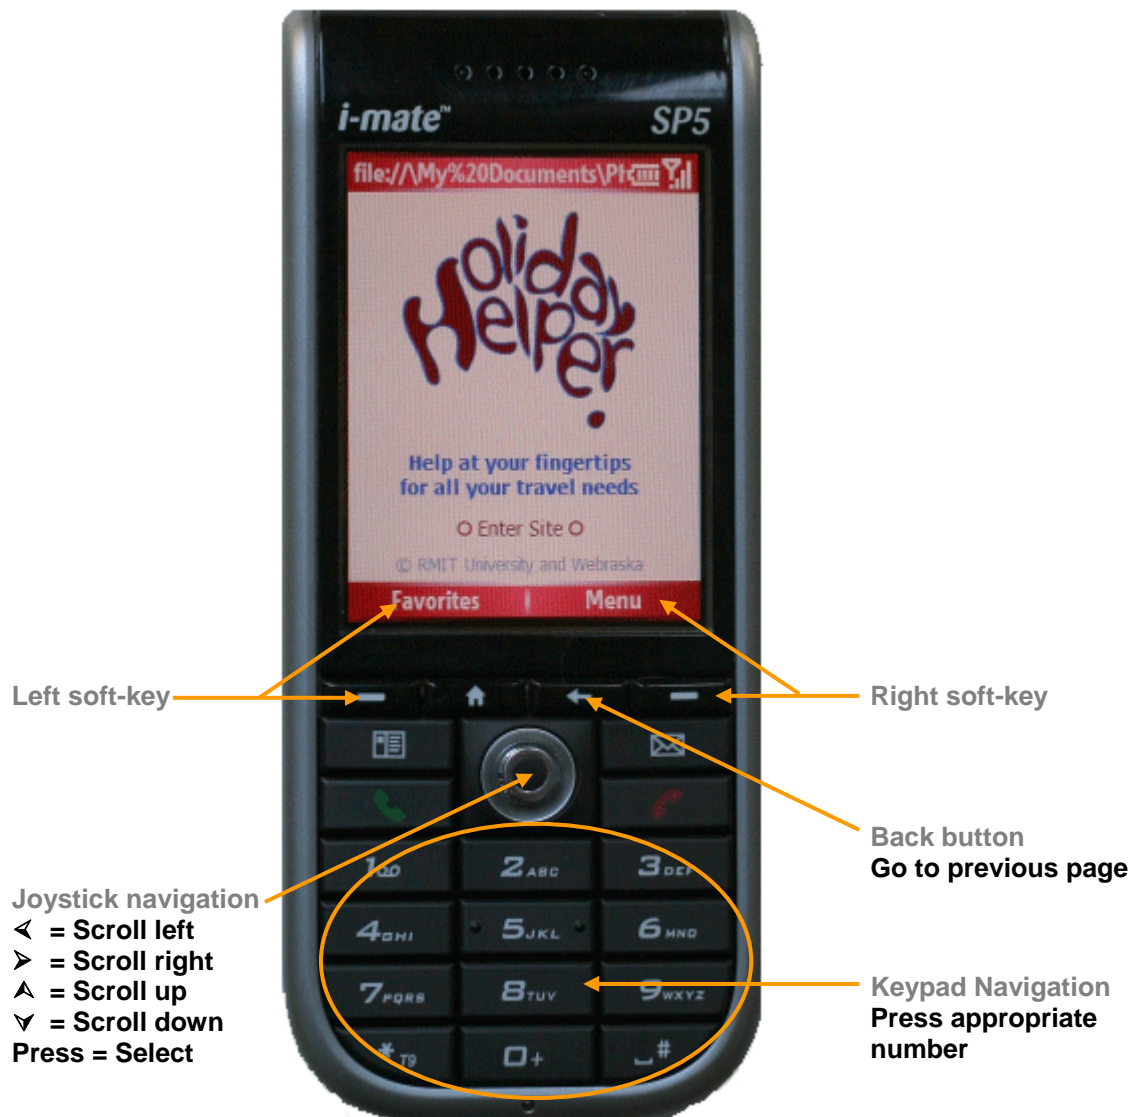 i-mate™ SP5
file://\My%20Documents\Pł
Holiday
Helper
Help at your fingertips
for all your travel needs
O Enter Site O
© RMIT University and Webraska
Favorites Menu
Left soft-key
Right soft-key
Back button
Go to previous page
Joystick navigation
⮜ = Scroll left
⮞ = Scroll right
⮝ = Scroll up
⮟ = Scroll down
Press = Select
1
2 ABC
3 DEF
4 GHI
5 JKL
6 MNO
7 PQRS
8 TUV
9 WXYZ
* T9
0 +
#
Keypad Navigation
Press appropriate
number